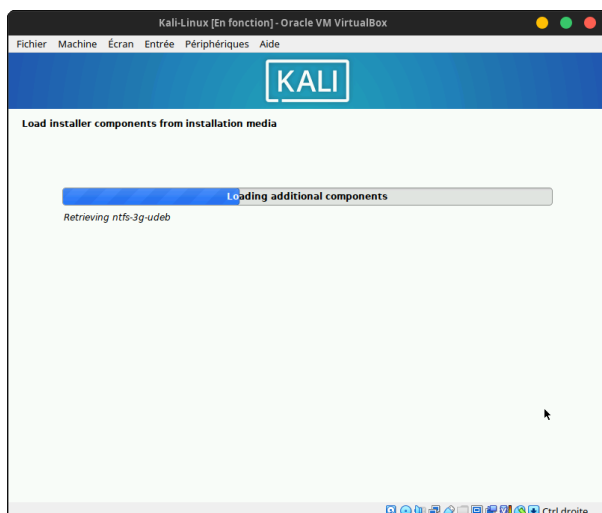 Kali-Linux [En fonction] - Oracle VM VirtualBox
Fichier Machine Écran Entrée Périphériques Aide
KALI
Load installer components from installation media
Loading additional components
Retrieving ntfs-3g-udeb
Ctrl droite